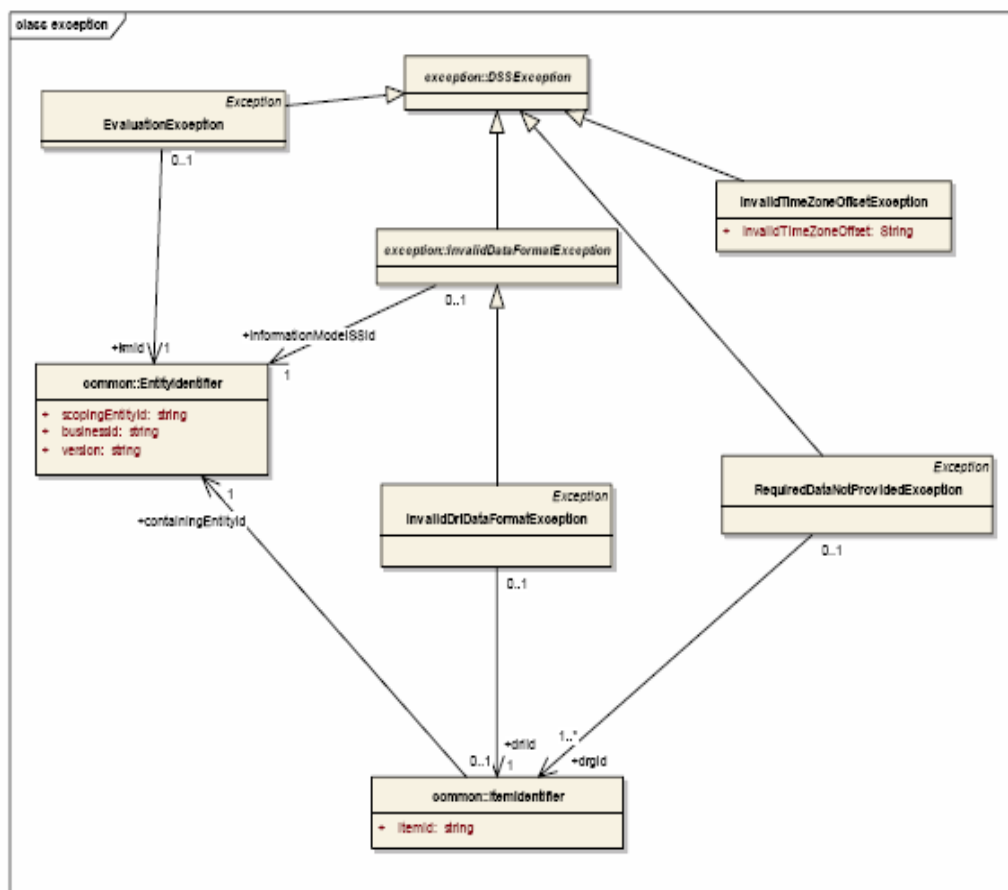 class exception
exception::DSSException
Exception
EvaluationException
0..1
InvalidTimeZoneOffsetException
+ invalidTimeZoneOffset: String
exception::InvalidDataFormatException
0..1
+informationModelSSId
+kmId
1
1
common::EntityIdentifier
+ scopingEntityId: string
+ businessId: string
+ version: string
1
+containingEntityId
Exception
InvalidDriDataFormatException
0..1
Exception
RequiredDataNotProvidedException
0..1
0..1
+driId
1
1..*
+drgId
common::ItemIdentifier
+ itemId: string